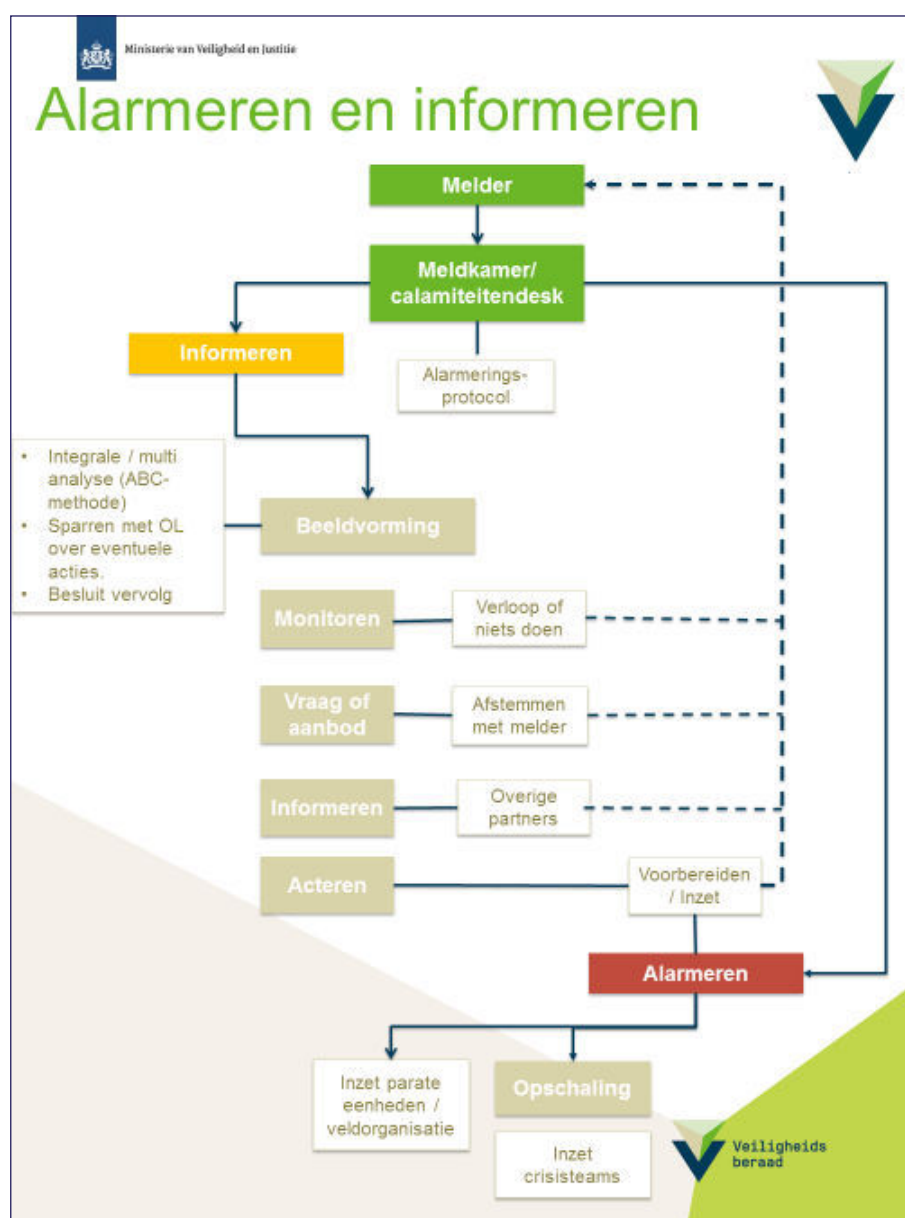 Ministerie van Veiligheid en Justitie
Alarmeren en informeren
Melder
Meldkamer/
calamiteitendesk
Informeren
Alarmerings-
protocol
• Integrale / multi
analyse (ABC-
methode)
• Sparren met OL
over eventuele
acties.
• Besluit vervolg
Beeldvorming
Monitoren
Verloop of
niets doen
Vraag of
aanbod
Afstemmen
met melder
Informeren
Overige
partners
Acteren
Voorbereiden
/ Inzet
Alarmeren
Inzet parate
eenheden /
veldorganisatie
Opschaling
Inzet
crisisteams
Veiligheids
beraad